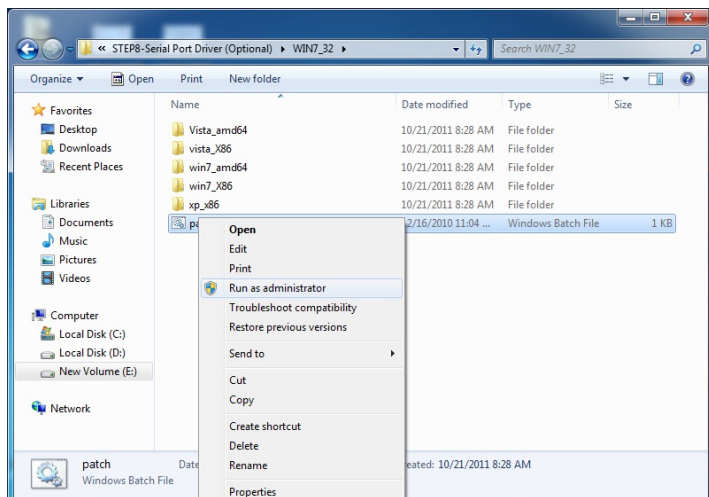 « STEP8-Serial Port Driver (Optional) ▸ WIN7_32 ▸
Search WIN7_32
Organize ▾ Open Print New folder
Name Date modified Type Size
Favorites
Desktop
Downloads
Recent Places
Libraries
Documents
Music
Pictures
Videos
Computer
Local Disk (C:)
Local Disk (D:)
New Volume (E:)
Network
Vista_amd64 10/21/2011 8:28 AM File folder
vista_X86 10/21/2011 8:28 AM File folder
win7_amd64 10/21/2011 8:28 AM File folder
win7_X86 10/21/2011 8:28 AM File folder
xp_x86 10/21/2011 8:28 AM File folder
pa 2/16/2010 11:04 ... Windows Batch File 1 KB
Open
Edit
Print
Run as administrator
Troubleshoot compatibility
Restore previous versions
Send to
Cut
Copy
Create shortcut
Delete
Rename
Properties
patch Date eated: 10/21/2011 8:28 AM
Windows Batch File